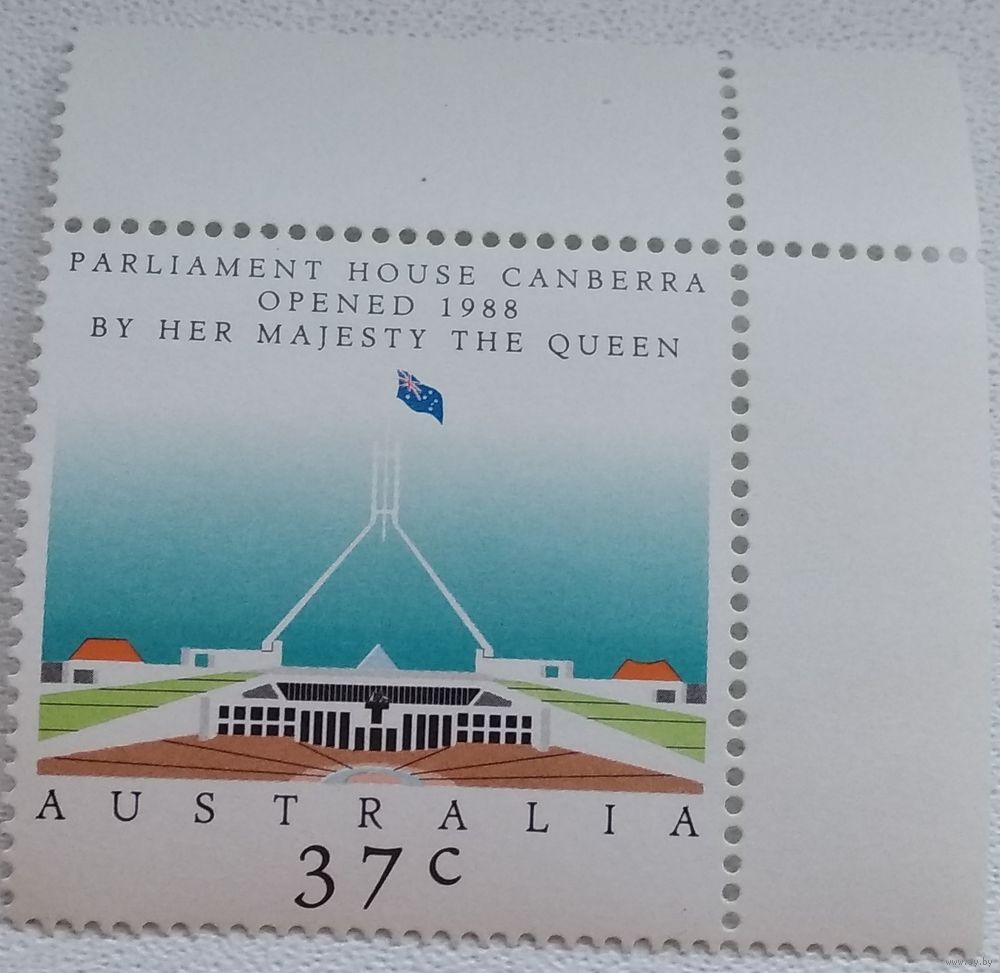 PARLIAMENT HOUSE CANBERRA
OPENED 1988
BY HER MAJESTY THE QUEEN
AUSTRALIA
37c